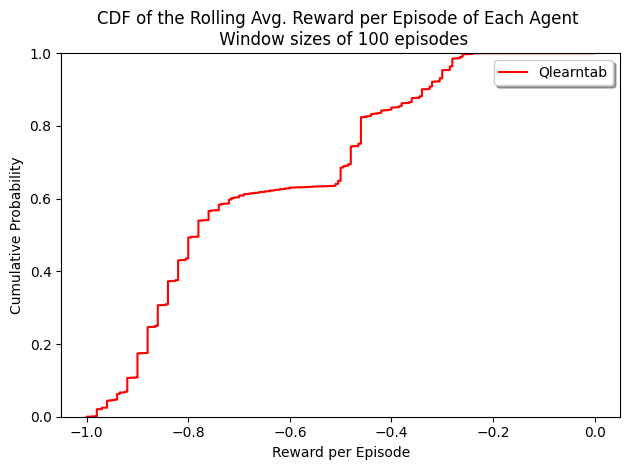 CDF of the Rolling Avg. Reward per Episode of Each Agent
Window sizes of 100 episodes
Qlearntab
Cumulative Probability
1.0
0.8
0.6
0.4
0.2
0.0
−1.0 −0.8 −0.6 −0.4 −0.2 0.0
Reward per Episode